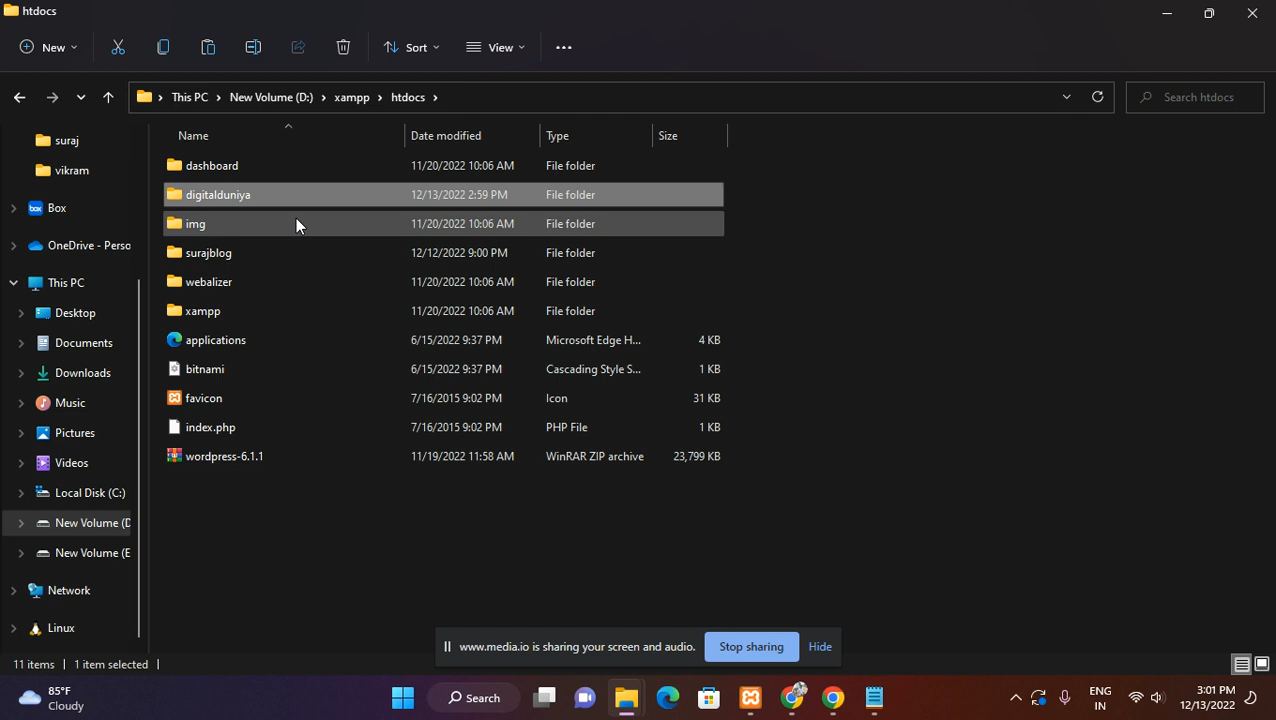 htdocs
New Sort View
This PC New Volume (D:) xampp htdocs Search htdocs
suraj
vikram
box Box
OneDrive - Perso
This PC
Desktop
Documents
Downloads
Music
Pictures
Videos
Local Disk (C:)
New Volume (D
New Volume (E
Network
Linux
Name Date modified Type Size
dashboard 11/20/2022 10:06 AM File folder
digitalduniya 12/13/2022 2:59 PM File folder
img 11/20/2022 10:06 AM File folder
surajblog 12/12/2022 9:00 PM File folder
webalizer 11/20/2022 10:06 AM File folder
xampp 11/20/2022 10:06 AM File folder
applications 6/15/2022 9:37 PM Microsoft Edge H... 4 KB
bitnami 6/15/2022 9:37 PM Cascading Style S... 1 KB
favicon 7/16/2015 9:02 PM Icon 31 KB
index.php 7/16/2015 9:02 PM PHP File 1 KB
wordpress-6.1.1 11/19/2022 11:58 AM WinRAR ZIP archive 23,799 KB
www.media.io is sharing your screen and audio. Stop sharing Hide
11 items 1 item selected
85°F
Cloudy
Search
ENG
IN
3:01 PM
12/13/2022